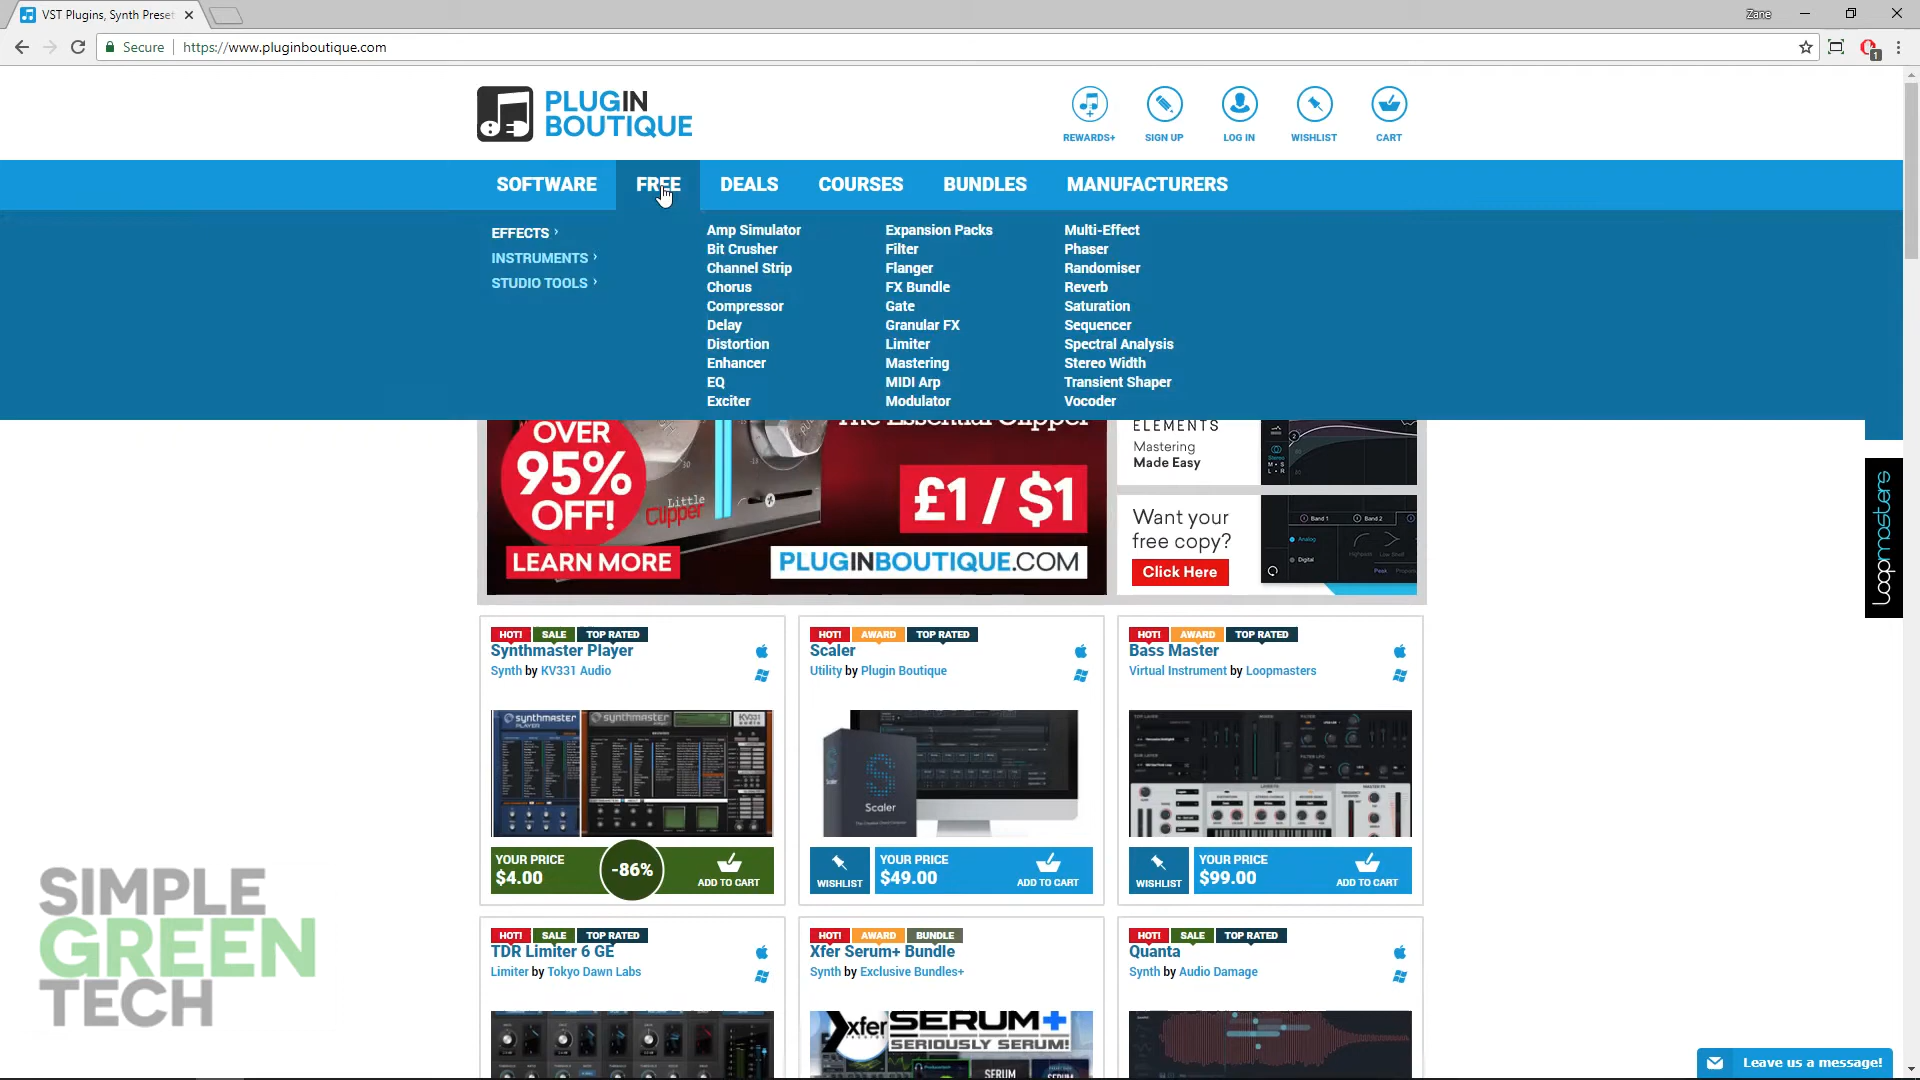 VST Plugins, Synth Preset
Zane
Secure
https://www.pluginboutique.com
1
PLUGIN
BOUTIQUE
REWARDS+
SIGN UP
LOG IN
WISHLIST
CART
SOFTWARE
FREE
DEALS
COURSES
BUNDLES
MANUFACTURERS
EFFECTS ›
INSTRUMENTS ›
STUDIO TOOLS ›
Amp Simulator
Bit Crusher
Channel Strip
Chorus
Compressor
Delay
Distortion
Enhancer
EQ
Exciter
Expansion Packs
Filter
Flanger
FX Bundle
Gate
Granular FX
Limiter
Mastering
MIDI Arp
Modulator
Multi-Effect
Phaser
Randomiser
Reverb
Saturation
Sequencer
Spectral Analysis
Stereo Width
Transient Shaper
Vocoder
OVER
95%
OFF!
LEARN MORE
Little
Clipper
The Essential Clipper
£1 / $1
PLUGINBOUTIQUE.COM
ELEMENTS
Mastering
Made Easy
Want your
free copy?
Click Here
Band 1
Band 2
Analog
Digital
loopmasters
HOT! SALE TOP RATED
Synthmaster Player
Synth by KV331 Audio
synthmaster
PLAYER
synthmaster
KV331
YOUR PRICE
$4.00
-86%
ADD TO CART
HOT! AWARD TOP RATED
Scaler
Utility by Plugin Boutique
S
Scaler
WISHLIST
YOUR PRICE
$49.00
ADD TO CART
HOT! AWARD TOP RATED
Bass Master
Virtual Instrument by Loopmasters
WISHLIST
YOUR PRICE
$99.00
ADD TO CART
HOT! SALE TOP RATED
TDR Limiter 6 GE
Limiter by Tokyo Dawn Labs
HOT! AWARD BUNDLE
Xfer Serum+ Bundle
Synth by Exclusive Bundles+
xfer
SERUM+
SERIOUSLY SERUM!
SERUM
HOT! SALE TOP RATED
Quanta
Synth by Audio Damage
SIMPLE
GREEN
TECH
Leave us a message!